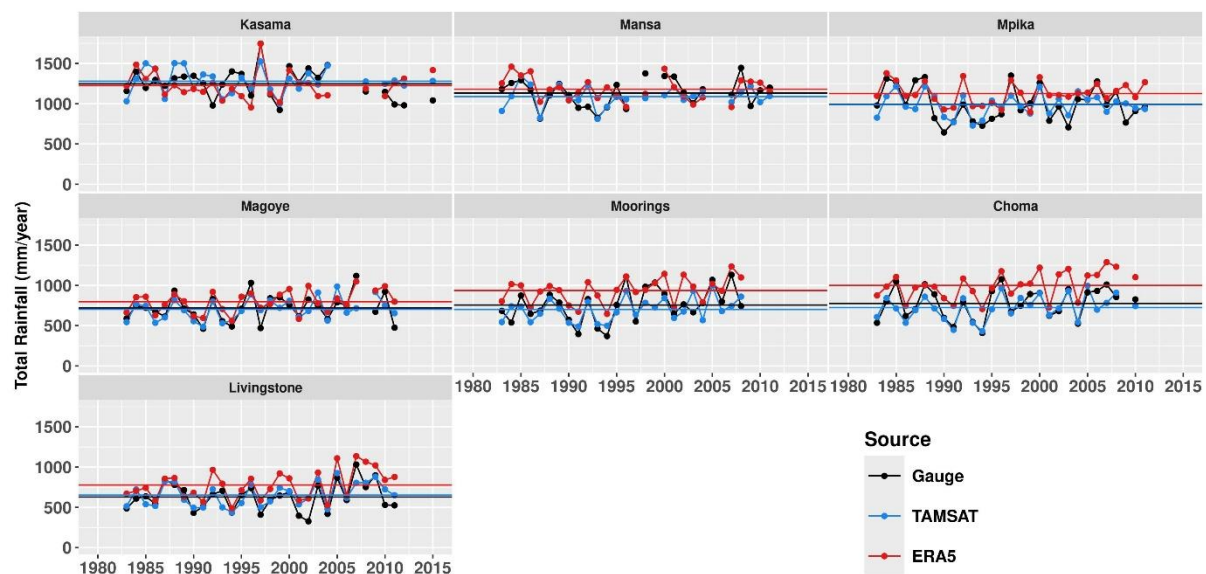 Kasama Mansa Mpika
1500
1000
500
0
Magoye Moorings Choma
1500
1000
500
0
1980 1985 1990 1995 2000 2005 2010 2015 1980 1985 1990 1995 2000 2005 2010 2015
Livingstone
1500
1000
500
0
1980 1985 1990 1995 2000 2005 2010 2015
Total Rainfall (mm/year)
Source
Gauge
TAMSAT
ERA5